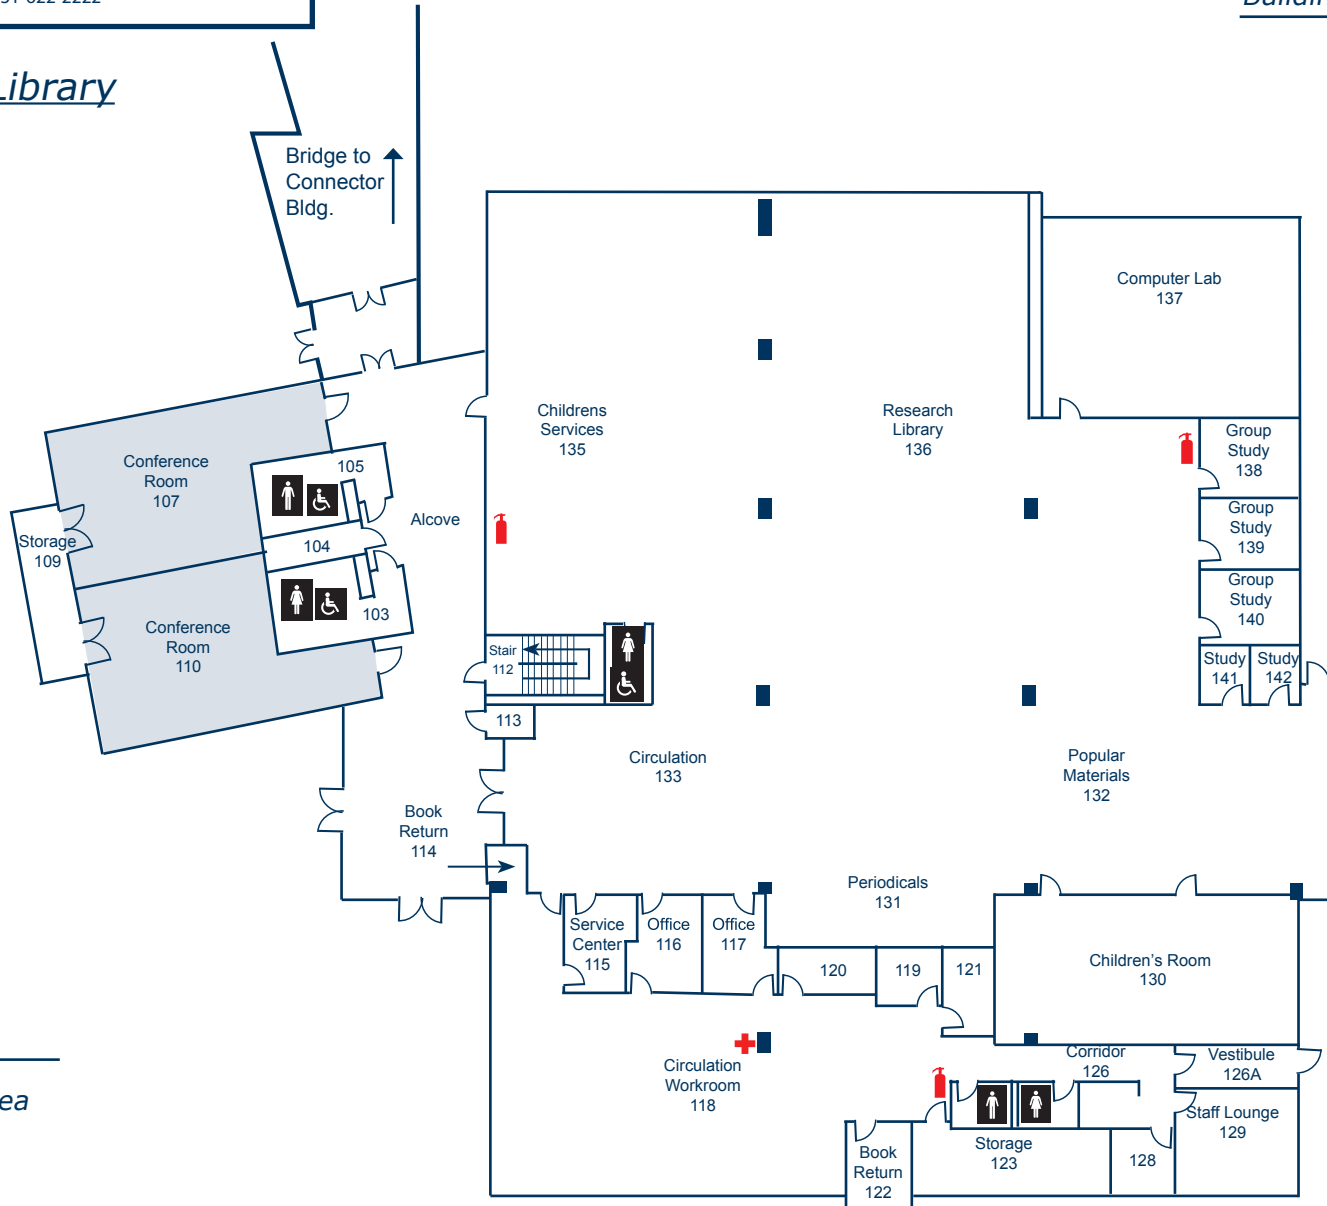 Library
Bridge to
Connector
Bldg.
Computer Lab
137
Childrens
Services
135
Research
Library
136
Group
Study
138
Conference
Room
107
105
Alcove
Group
Study
139
Storage
109
104
Group
Study
140
103
Conference
Room
110
Stair
112
Study
141
Study
142
113
Circulation
133
Popular
Materials
132
Book
Return
114
Periodicals
131
Service
Center
115
Office
116
Office
117
120
119
121
Children's Room
130
Circulation
Workroom
118
Corridor
126
Vestibule
126A
Staff Lounge
129
Storage
123
128
Book
Return
122